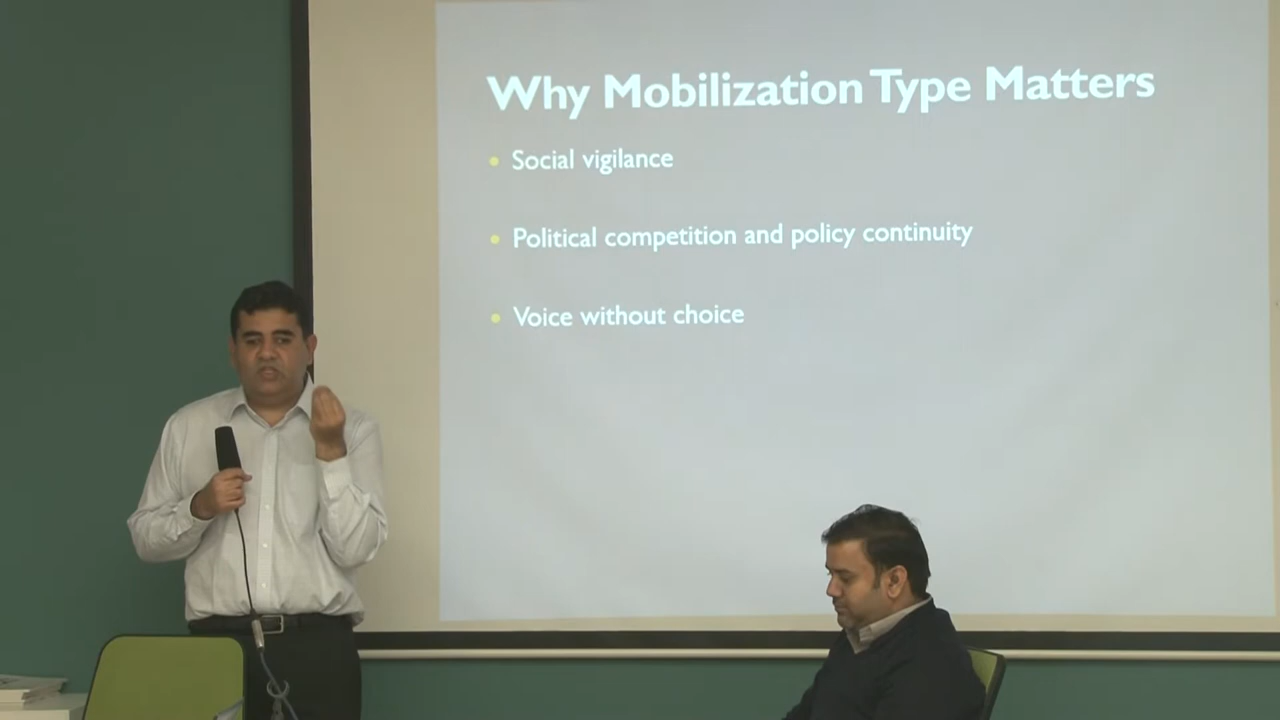 Why Mobilization Type Matters
• Social vigilance
• Political competition and policy continuity
• Voice without choice